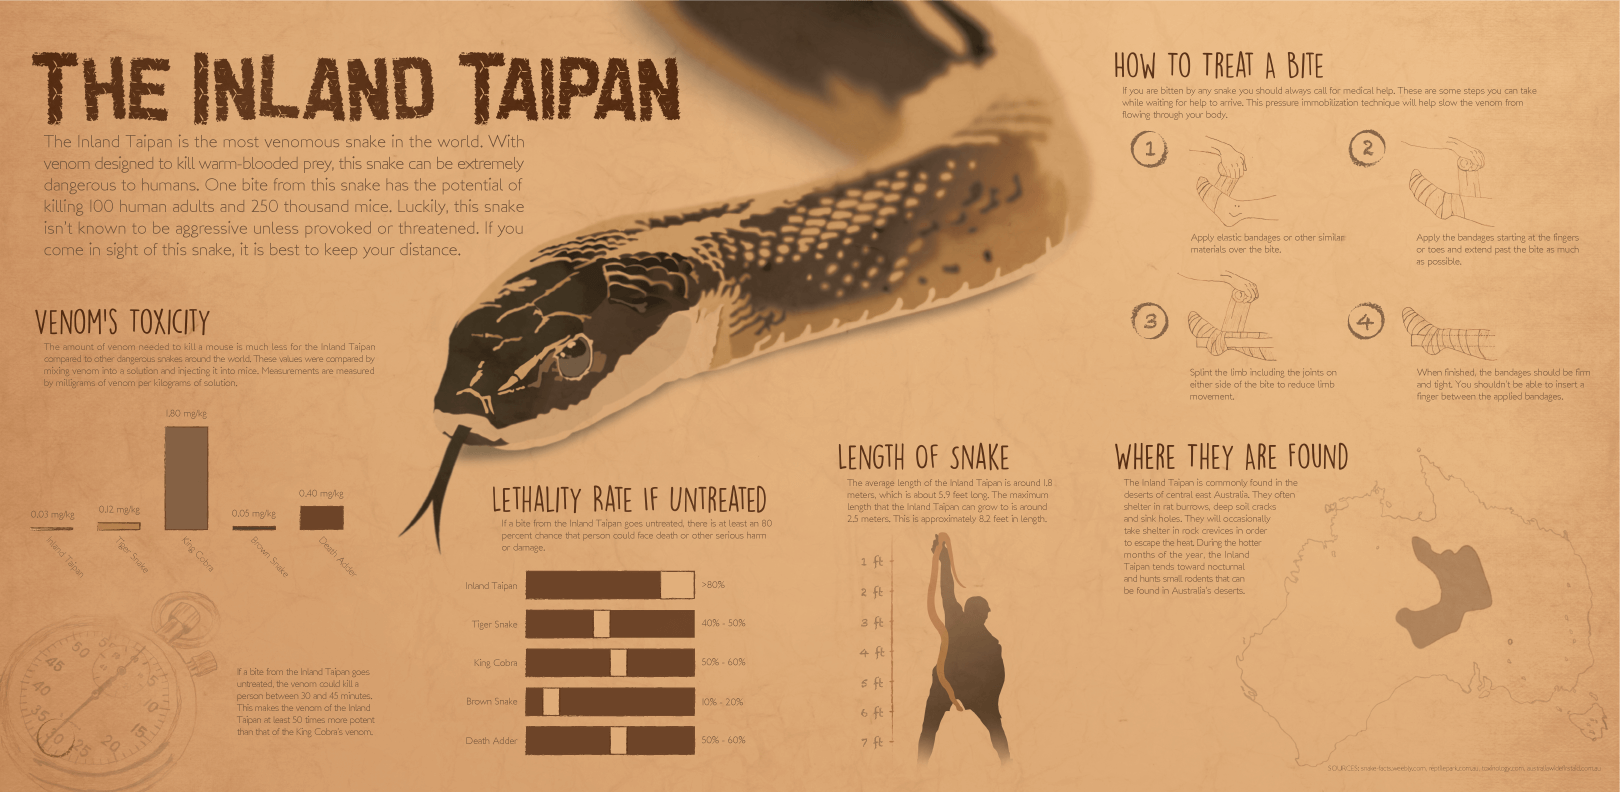 THE INLAND TAIPAN
The Inland Taipan is the most venomous snake in the world. With
venom designed to kill warm-blooded prey, this snake can be extremely
dangerous to humans. One bite from this snake has the potential of
killing 100 human adults and 250 thousand mice. Luckily, this snake
isn't known to be aggressive unless provoked or threatened. If you
come in sight of this snake, it is best to keep your distance.
VENOM'S TOXICITY
The amount of venom needed to kill a mouse is much less for the Inland Taipan
compared to other dangerous snakes around the world. These values were compared by
mixing venom into a solution and injecting it into mice. Measurements are measured
by milligrams of venom per kilograms of solution.
1.80 mg/kg
0.40 mg/kg
0.03 mg/kg
0.12 mg/kg
0.05 mg/kg
Inland Taipan
Tiger Snake
King Cobra
Brown Snake
Death Adder
50
45
40
35
30
25
20
15
10
5
If a bite from the Inland Taipan goes
untreated, the venom could kill a
person between 30 and 45 minutes.
This makes the venom of the Inland
Taipan at least 50 times more potent
than that of the King Cobra's venom.
LETHALITY RATE IF UNTREATED
If a bite from the Inland Taipan goes untreated, there is at least an 80
percent chance that person could face death or other serious harm
or damage.
Inland Taipan >80%
Tiger Snake 40% - 50%
King Cobra 50% - 60%
Brown Snake 10% - 20%
Death Adder 50% - 60%
LENGTH OF SNAKE
The average length of the Inland Taipan is around 1.8
meters, which is about 5.9 feet long. The maximum
length that the Inland Taipan can grow to is around
2.5 meters. This is approximately 8.2 feet in length.
1 ft
2 ft
3 ft
4 ft
5 ft
6 ft
7 ft
HOW TO TREAT A BITE
If you are bitten by any snake you should always call for medical help. These are some steps you can take
while waiting for help to arrive. This pressure immobilization technique will help slow the venom from
flowing through your body.
1
Apply elastic bandages or other similar
materials over the bite.
2
Apply the bandages starting at the fingers
or toes and extend past the bite as much
as possible.
3
Splint the limb including the joints on
either side of the bite to reduce limb
movement.
4
When finished, the bandages should be firm
and tight. You shouldn't be able to insert a
finger between the applied bandages.
WHERE THEY ARE FOUND
The Inland Taipan is commonly found in the
deserts of central east Australia. They often
shelter in rat burrows, deep soil cracks
and sink holes. They will occasionally
take shelter in rock crevices in order
to escape the heat. During the hotter
months of the year, the Inland
Taipan tends toward nocturnal
and hunts small rodents that can
be found in Australia's deserts.
SOURCES: snake-facts.weebly.com, reptilepark.com.au, toxinology.com,